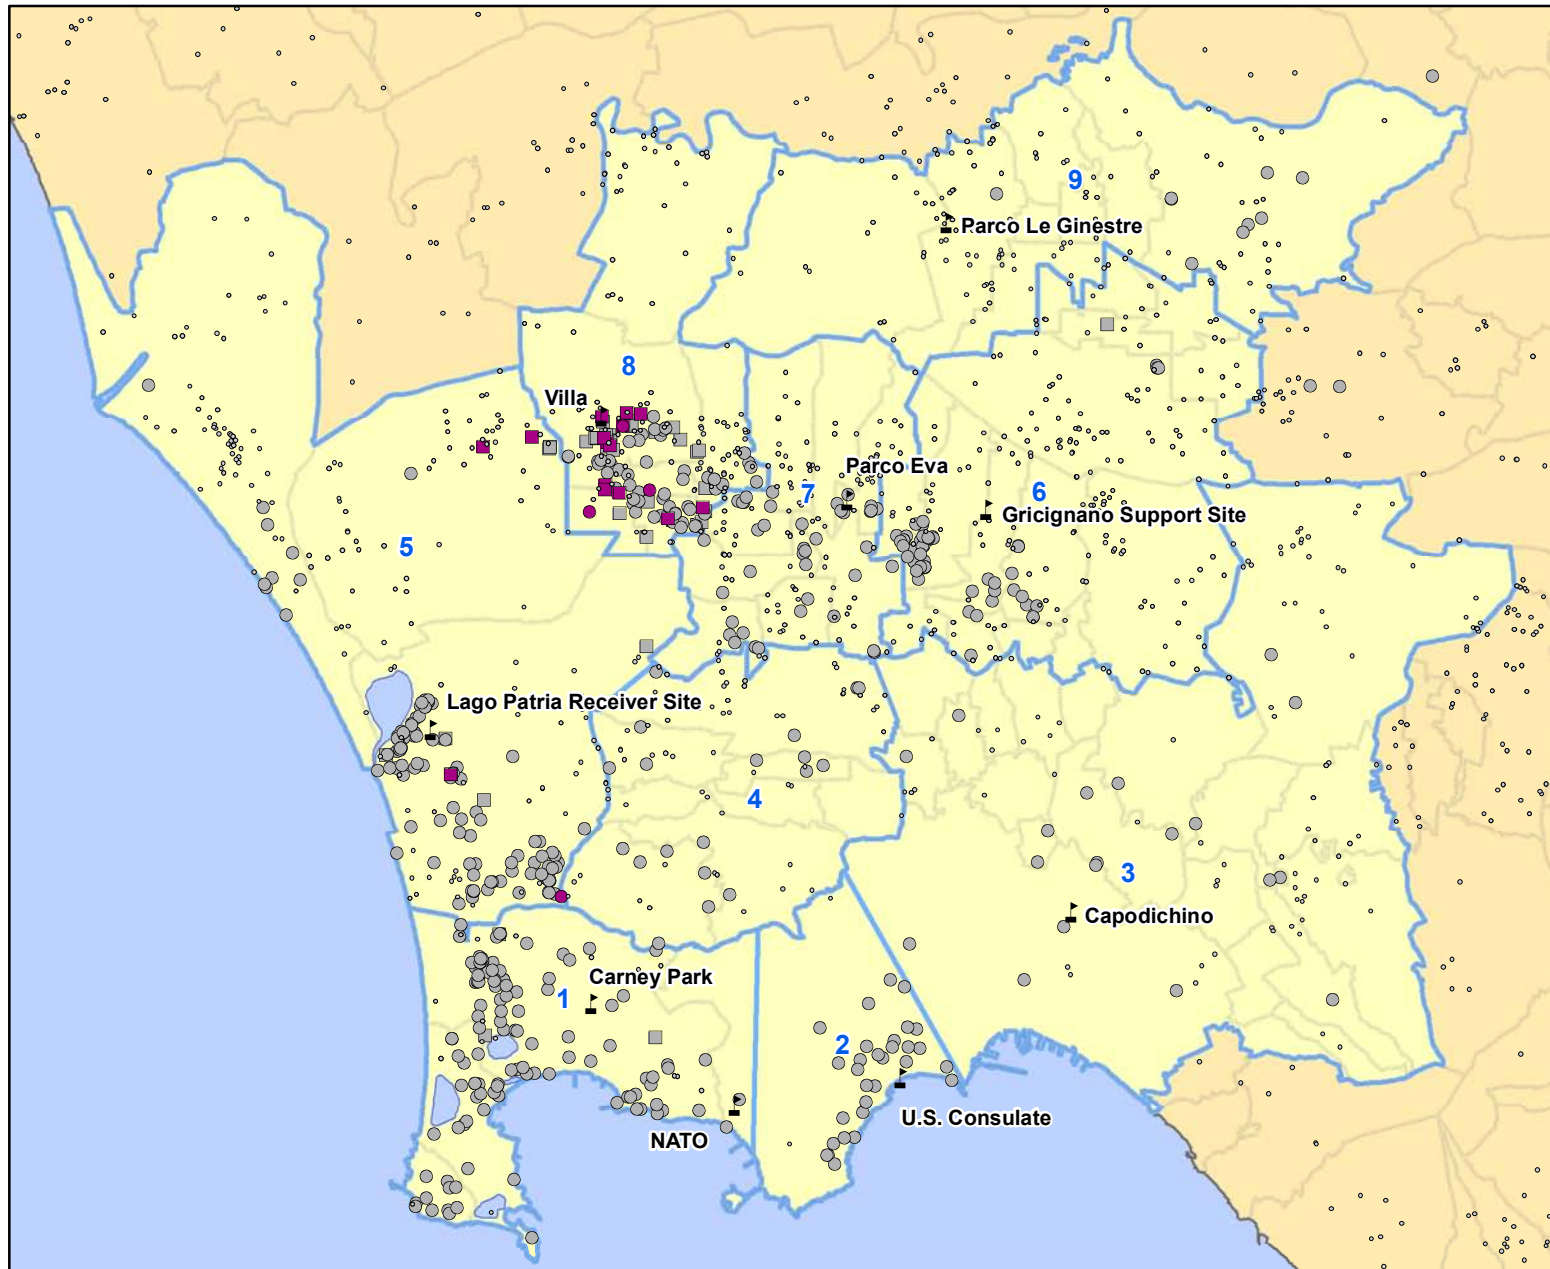 9
Parco Le Ginestre
8
Villa
Parco Eva
7
6
Gricignano Support Site
5
Lago Patria Receiver Site
4
3
Capodichino
Carney Park
1
2
U.S. Consulate
NATO